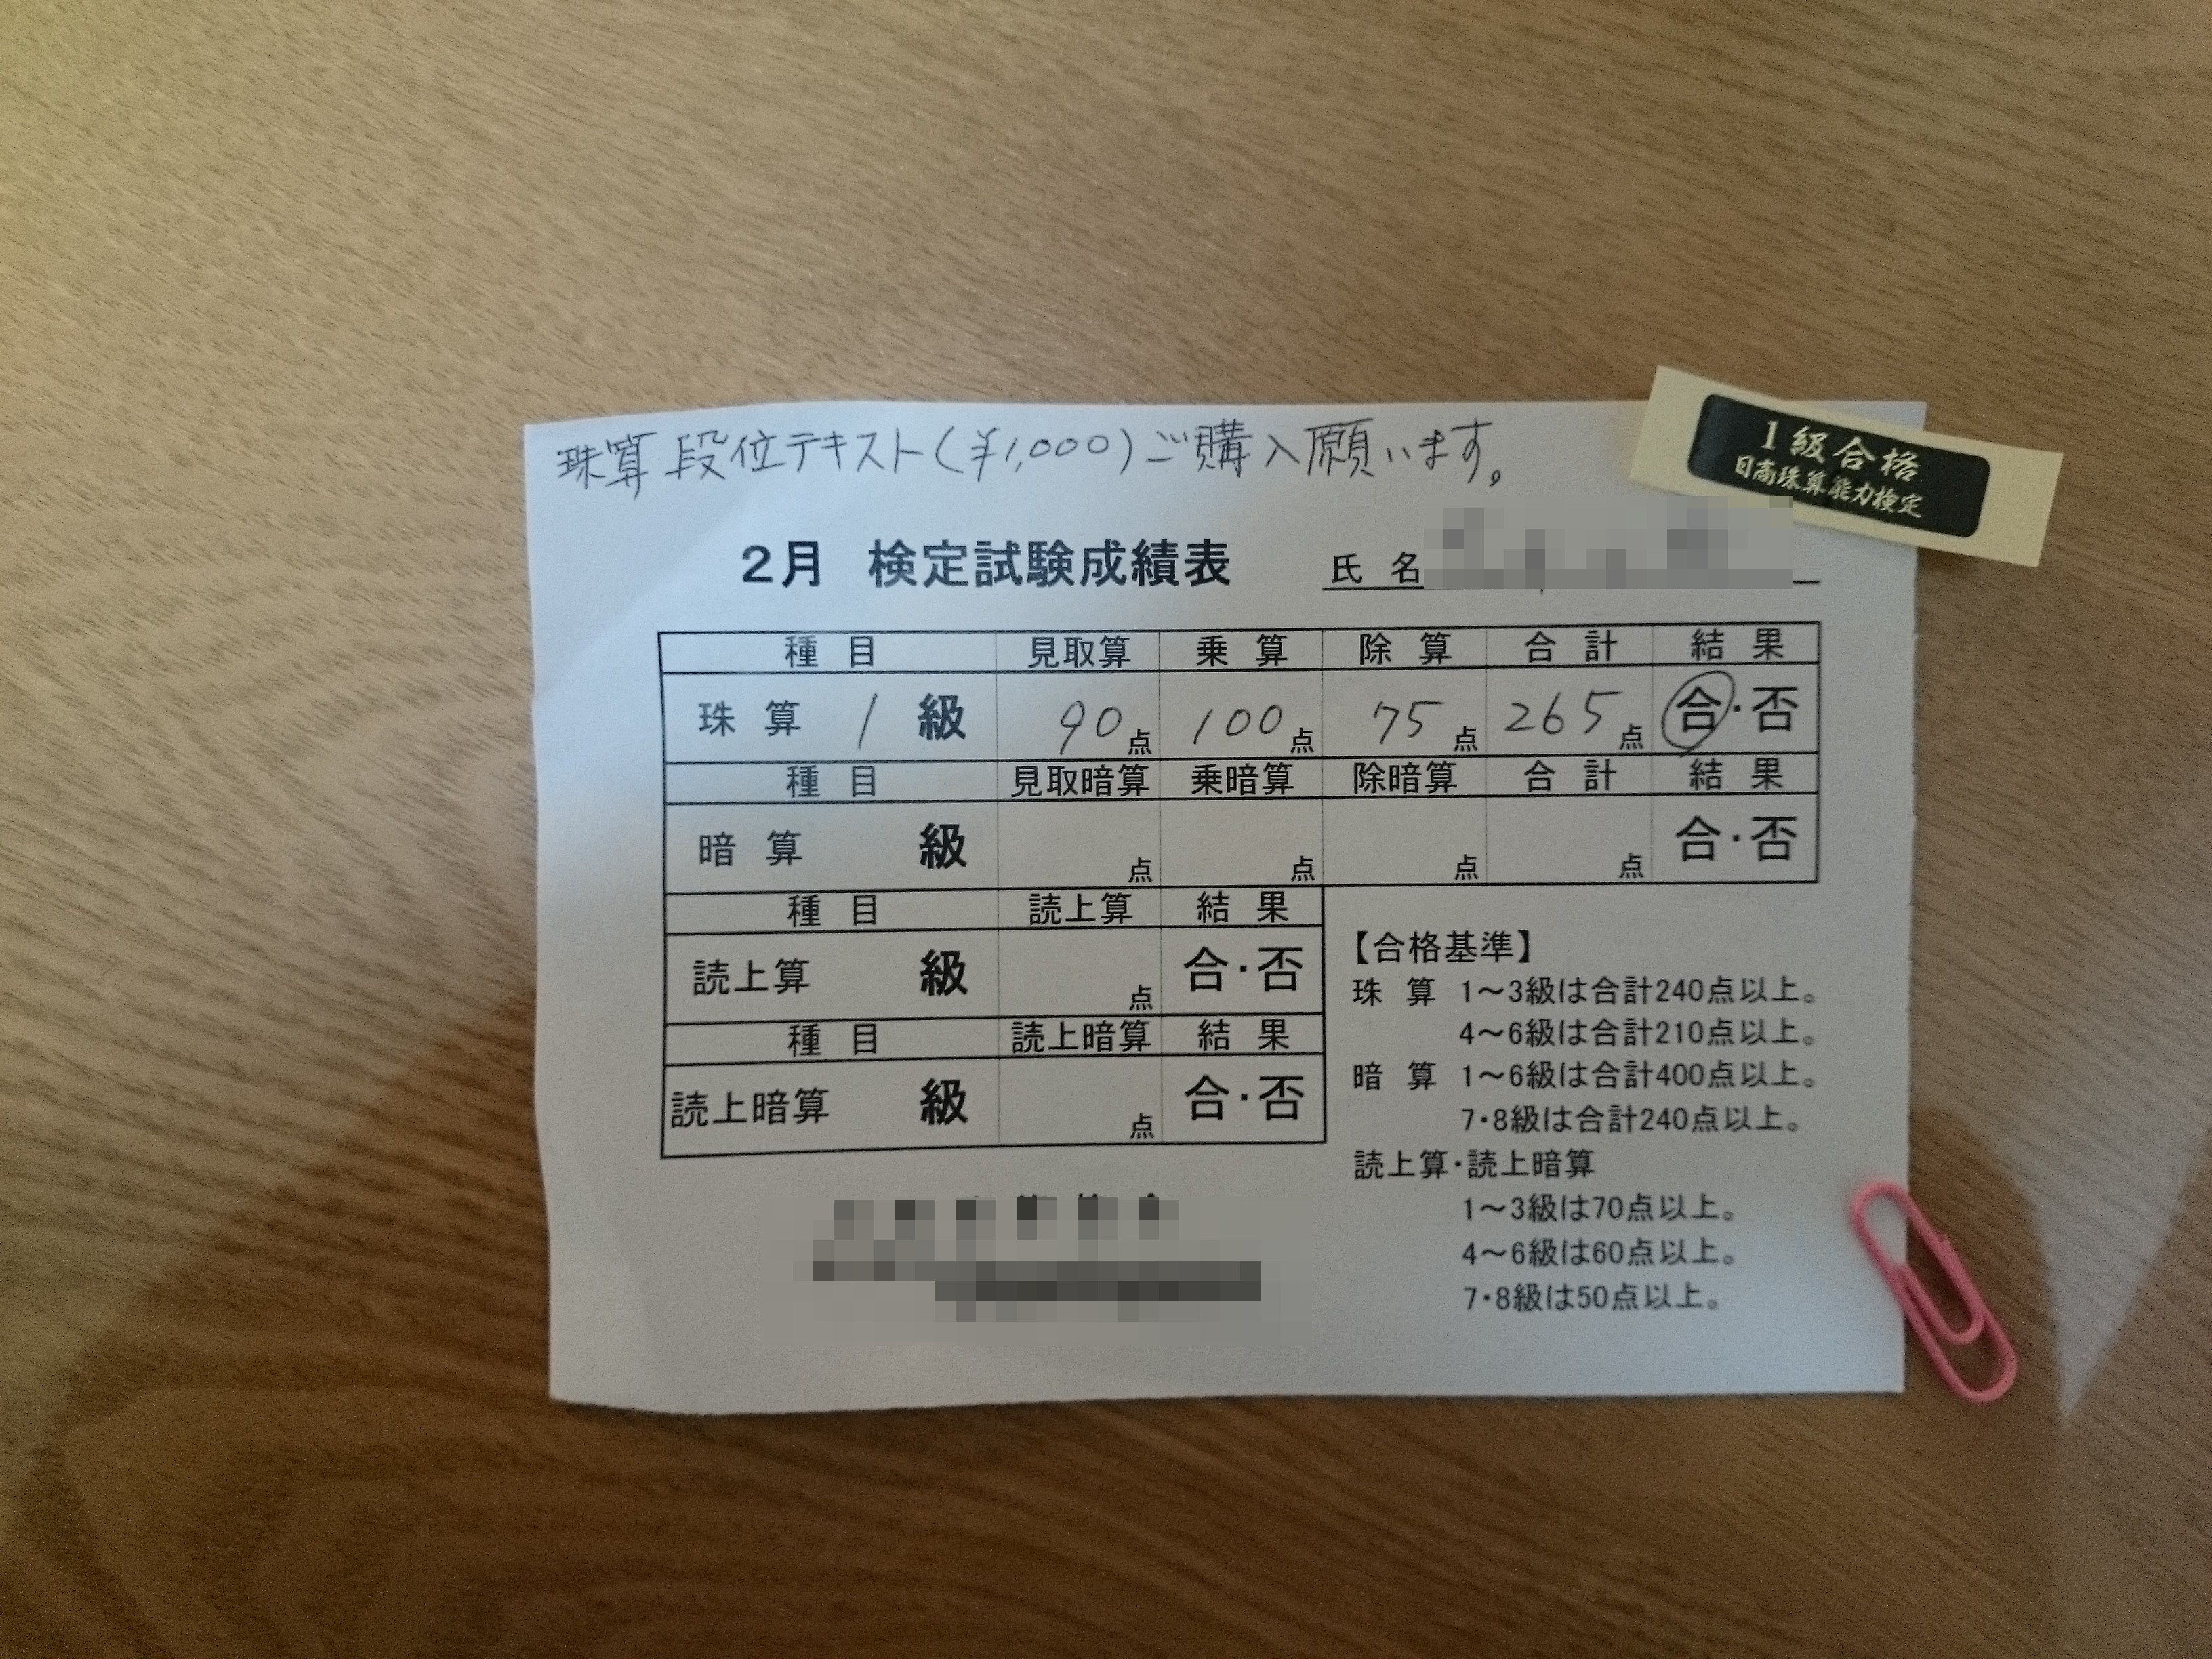 珠算段位テキスト(¥1,000)ご購入願います。
1級合格
日商珠算能力検定
2月 検定試験成績表 氏名
種目 見取算 乗算 除算 合計 結果
珠算 1 級 90点 100点 75点 265点 合・否
種目 見取暗算 乗暗算 除暗算 合計 結果
暗算 級 点 点 点 点 合・否
種目 読上算 結果
読上算 級 点 合・否
種目 読上暗算 結果
読上暗算 級 点 合・否
【合格基準】
珠算 1～3級は合計240点以上。
4～6級は合計210点以上。
暗算 1～6級は合計400点以上。
7・8級は合計240点以上。
読上算・読上暗算
1～3級は70点以上。
4～6級は60点以上。
7・8級は50点以上。